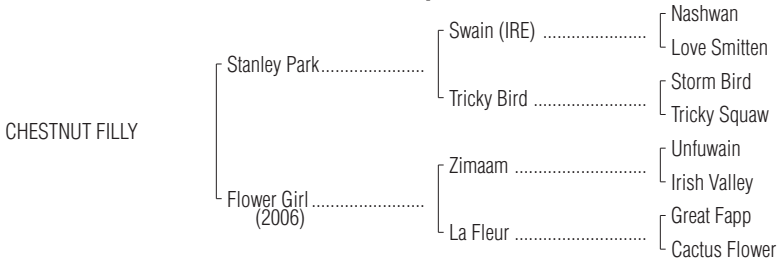 Nashwan
Swain (IRE) ......................
Love Smitten
Stanley Park......................
Storm Bird
Tricky Bird ........................
Tricky Squaw
CHESTNUT FILLY
Unfuwain
Zimaam ............................
Irish Valley
Flower Girl ........................
(2006)
Great Fapp
La Fleur ............................
Cactus Flower